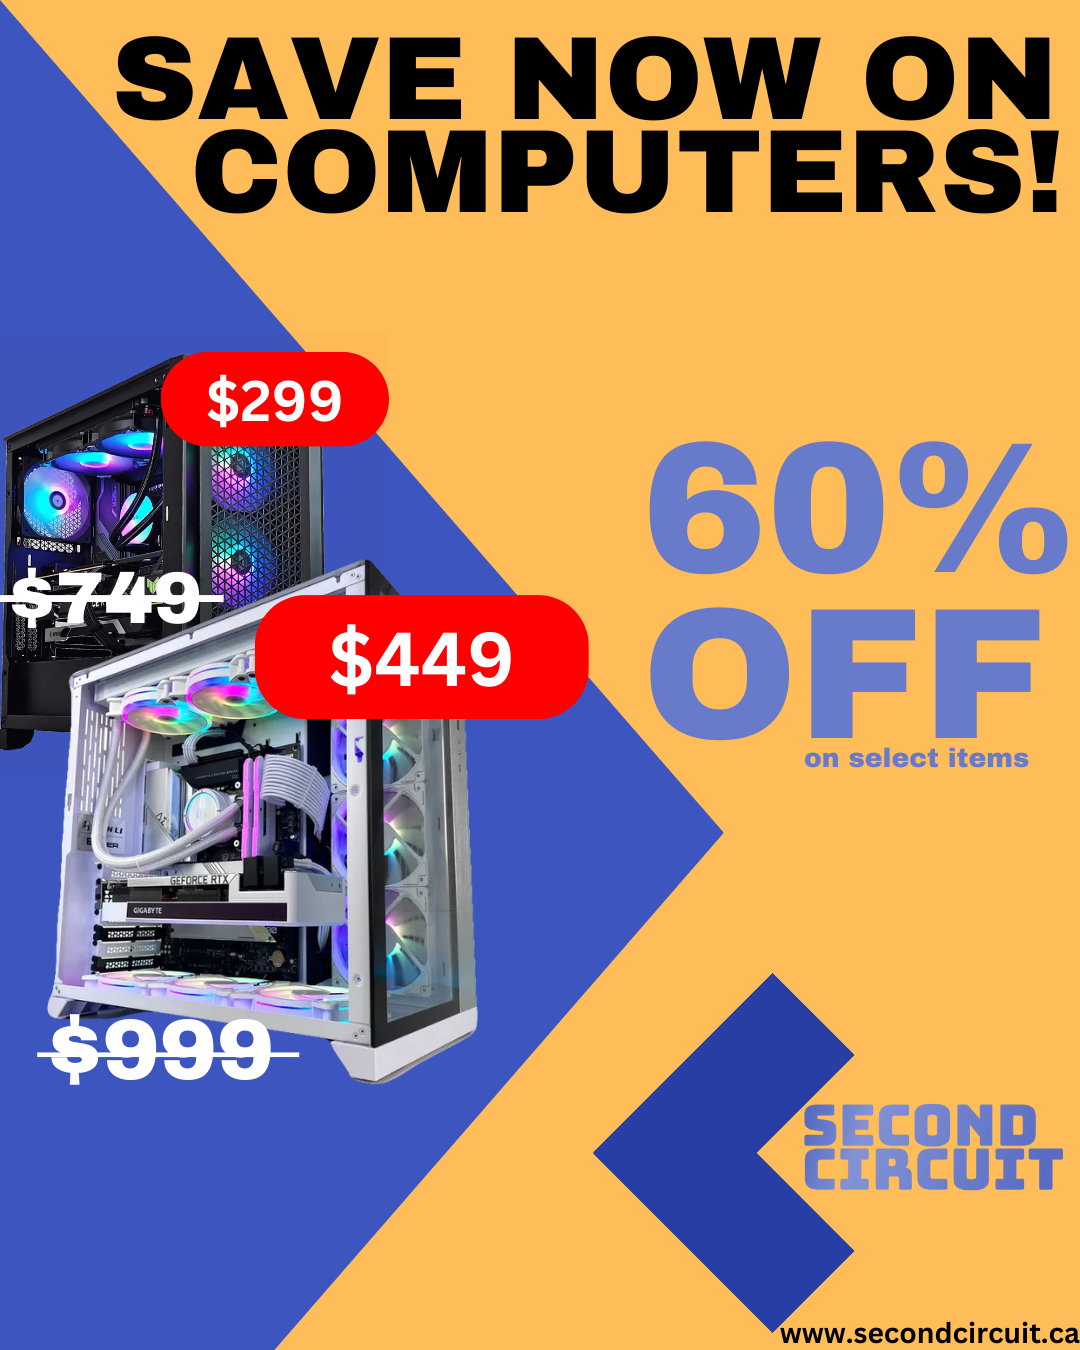 SAVE NOW ON
COMPUTERS!
$299
$749
60%
OFF
on select items
$449
GEFORCE RTX
GIGABYTE
$999
SECOND
CIRCUIT
www.secondcircuit.ca